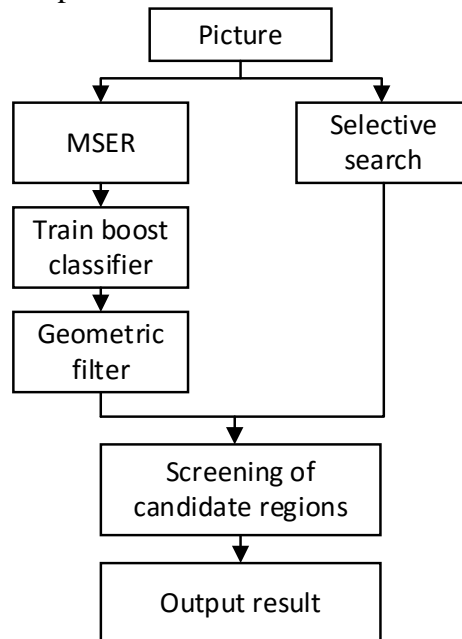 Picture
MSER
Selective
search
Train boost
classifier
Geometric
filter
Screening of
candidate regions
Output result